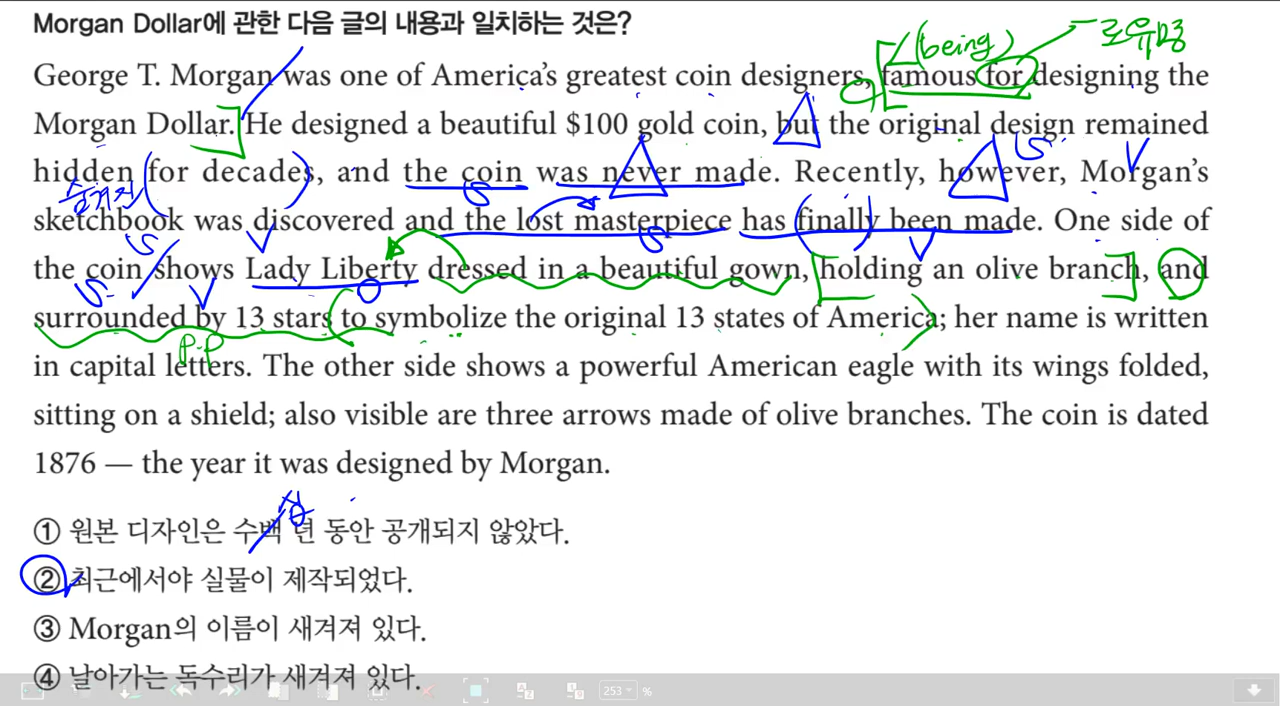 Morgan Dollar에 관한 다음 글의 내용과 일치하는 것은?
(being)
로유명
George T. Morgan was one of America's greatest coin designers, famous for designing the
Morgan Dollar. He designed a beautiful $100 gold coin, but the original design remained
hidden for decades, and the coin was never made. Recently, however, Morgan's
sketchbook was discovered and the lost masterpiece has finally been made. One side of
the coin shows Lady Liberty dressed in a beautiful gown, holding an olive branch, and
surrounded by 13 stars to symbolize the original 13 states of America; her name is written
p.p
in capital letters. The other side shows a powerful American eagle with its wings folded,
sitting on a shield; also visible are three arrows made of olive branches. The coin is dated
1876 — the year it was designed by Morgan.
십
① 원본 디자인은 수백 년 동안 공개되지 않았다.
② 최근에서야 실물이 제작되었다.
③ Morgan의 이름이 새겨져 있다.
④ 날아가는 독수리가 새겨져 있다.
253 %